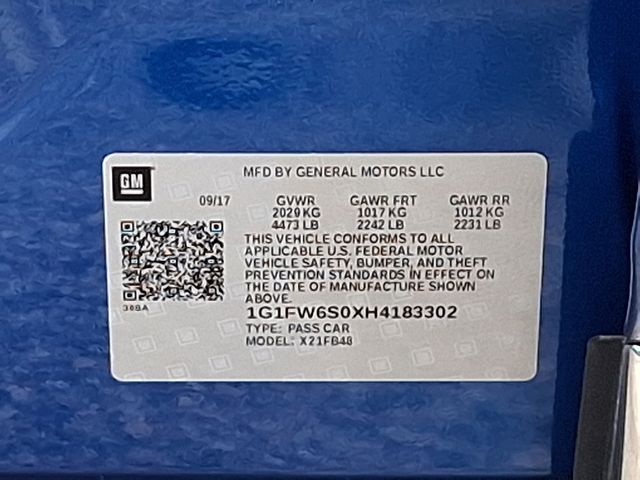 MFD BY GENERAL MOTORS LLC
GM
09/17 GVWR GAWR FRT GAWR RR
2029 KG 1017 KG 1012 KG
4473 LB 2242 LB 2231 LB
THIS VEHICLE CONFORMS TO ALL
APPLICABLE U.S. FEDERAL MOTOR
VEHICLE SAFETY, BUMPER, AND THEFT
PREVENTION STANDARDS IN EFFECT ON
THE DATE OF MANUFACTURE SHOWN
ABOVE.
38BA
1G1FW6S0XH4183302
TYPE: PASS CAR
MODEL: X21FB48